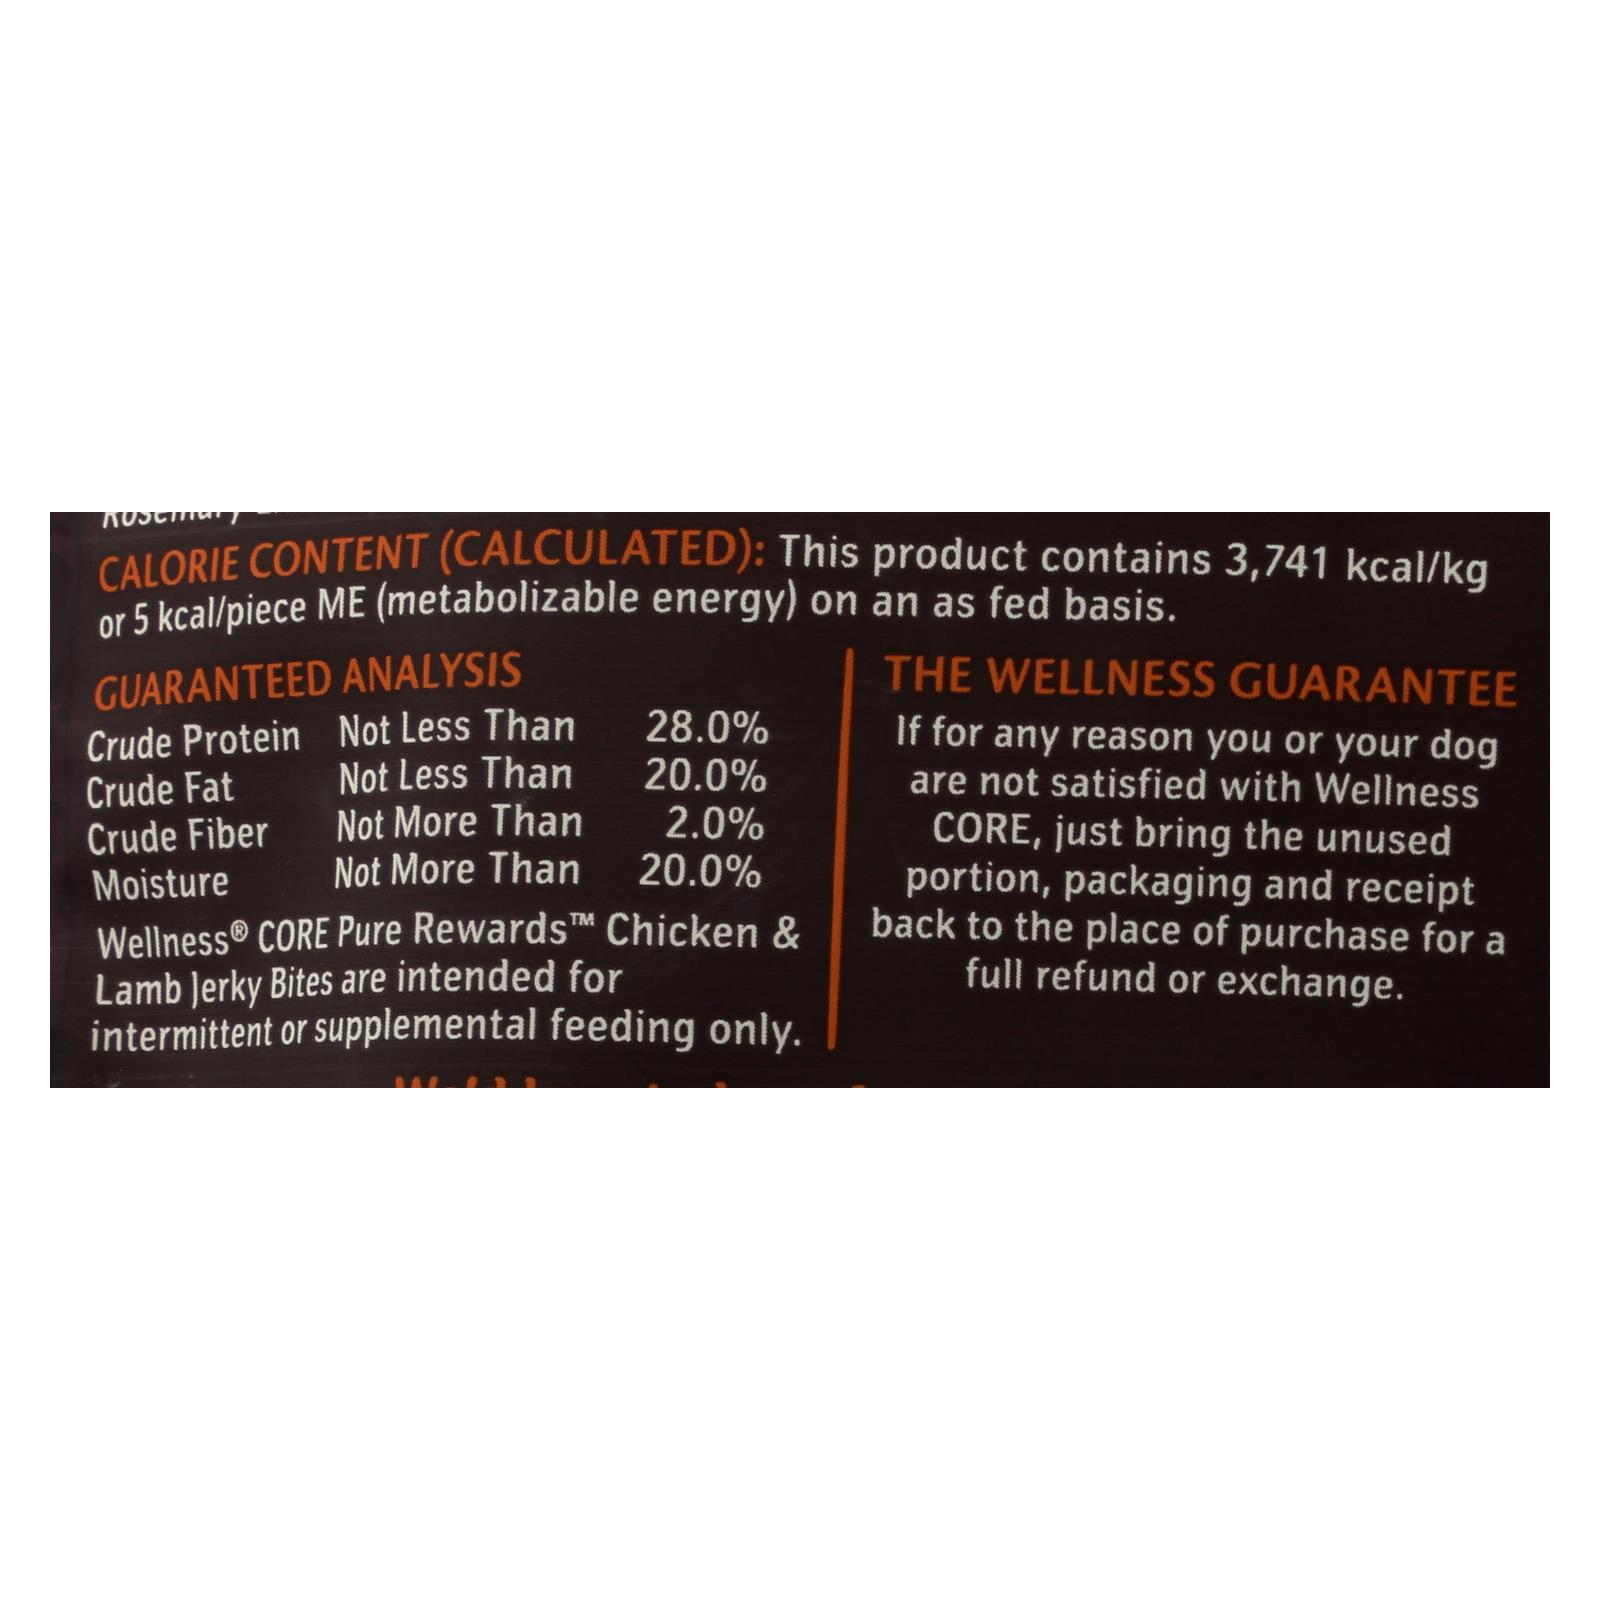 Rosemary
CALORIE CONTENT (CALCULATED): This product contains 3,741 kcal/kg
or 5 kcal/piece ME (metabolizable energy) on an as fed basis.
GUARANTEED ANALYSIS
Crude Protein Not Less Than 28.0%
Crude Fat Not Less Than 20.0%
Crude Fiber Not More Than 2.0%
Moisture Not More Than 20.0%
Wellness® CORE Pure Rewards™ Chicken &
Lamb Jerky Bites are intended for
intermittent or supplemental feeding only.
THE WELLNESS GUARANTEE
If for any reason you or your dog
are not satisfied with Wellness
CORE, just bring the unused
portion, packaging and receipt
back to the place of purchase for a
full refund or exchange.